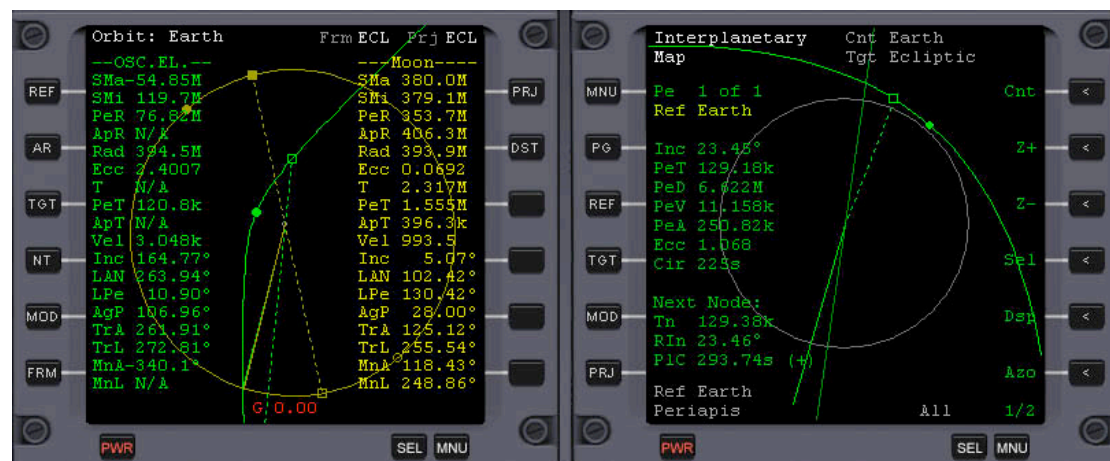 Orbit: Earth Frm ECL Prj ECL
--OSC.EL.-- ---Moon----
SMa-54.85M SMa 380.0M
SMi 119.7M SMi 379.1M
PeR 76.82M PeR 353.7M
ApR N/A ApR 406.3M
Rad 394.5M Rad 393.9M
Ecc 2.4007 Ecc 0.0692
T N/A T 2.317M
PeT 120.8k PeT 1.555M
ApT N/A ApT 396.3k
Vel 3.048k Vel 993.5
Inc 164.77° Inc 5.07°
LAN 263.94° LAN 102.42°
LPe 10.90° LPe 130.42°
AgP 106.96° AgP 28.00°
TrA 261.91° TrA 125.12°
TrL 272.81° TrL 255.54°
MnA-340.1° MnA 118.43°
MnL N/A MnL 248.86°
G 0.00
REF
AR
TGT
NT
MOD
FRM
PRJ
DST
PWR
SEL
MNU
Interplanetary Cnt Earth
Map Tgt Ecliptic
Pe 1 of 1 Cnt
Ref Earth
Inc 23.45° Z+
PeT 129.18k
PeD 6.622M
PeV 11.158k Z-
PeA 250.82k
Ecc 1.068
Cir 225s Sel
Next Node:
Tn 129.38k Dsp
RIn 23.46°
PlC 293.74s (+)
Azo
Ref Earth
Periapis All 1/2
MNU <
PG <
REF <
TGT <
MOD <
PRJ <
PWR
SEL
MNU